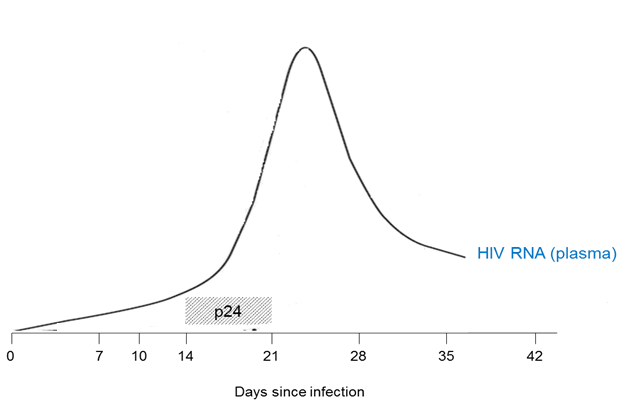 HIV RNA (plasma)
p24
0 7 10 14 21 28 35 42
Days since infection